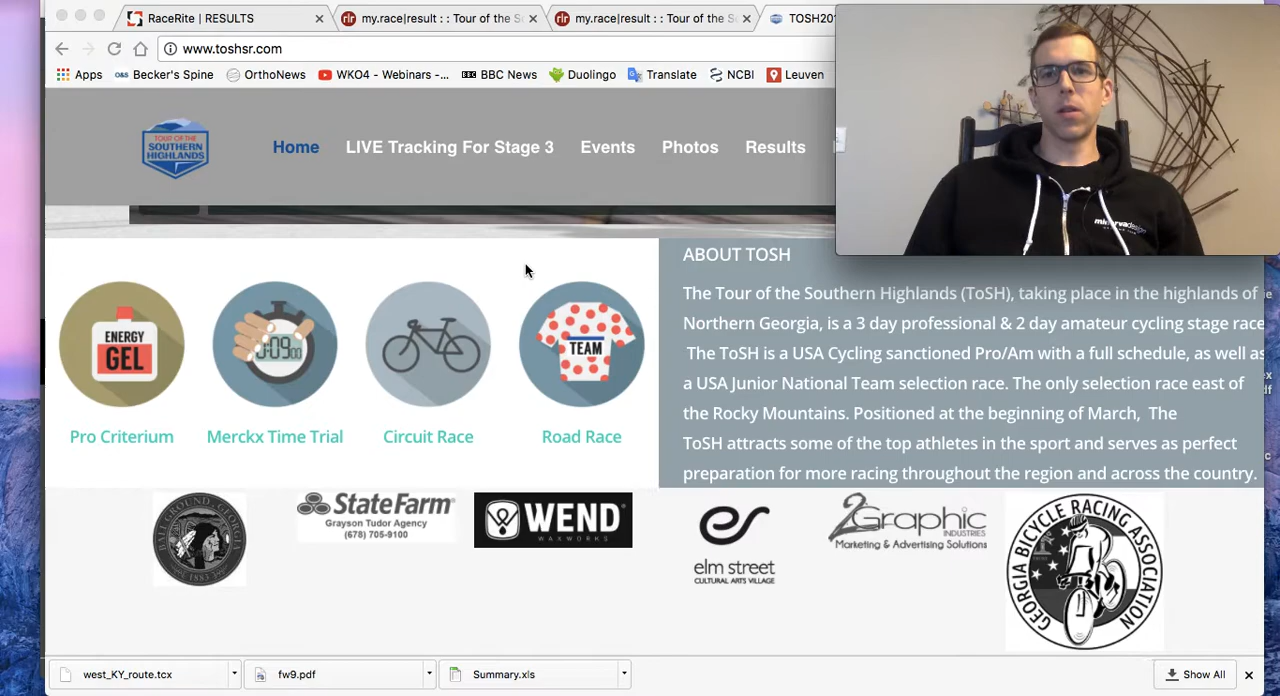 RaceRite | RESULTS
my.race|result : : Tour of the S
my.race|result : : Tour of the S
TOSH201
www.toshsr.com
Apps
Becker's Spine
OrthoNews
WKO4 - Webinars -...
BBC News
Duolingo
Translate
NCBI
Leuven
TOUR OF THE
SOUTHERN
HIGHLANDS
Home
LIVE Tracking For Stage 3
Events
Photos
Results
ABOUT TOSH
The Tour of the Southern Highlands (ToSH), taking place in the highlands of
Northern Georgia, is a 3 day professional & 2 day amateur cycling stage race
The ToSH is a USA Cycling sanctioned Pro/Am with a full schedule, as well as
a USA Junior National Team selection race. The only selection race east of
the Rocky Mountains. Positioned at the beginning of March, The
ToSH attracts some of the top athletes in the sport and serves as perfect
preparation for more racing throughout the region and across the country.
ENERGY
GEL
:09:00
TEAM
Pro Criterium
Merckx Time Trial
Circuit Race
Road Race
BALL GROUND, GEORGIA
1883
StateFarm
Grayson Tudor Agency
(678) 705-9100
WEND
WAXWORKS
elm street
CULTURAL ARTS VILLAGE
2Graphic
INDUSTRIES
Marketing & Advertising Solutions
GEORGIA BICYCLE RACING ASSOCIATION
west_KY_route.tcx
fw9.pdf
Summary.xls
Show All